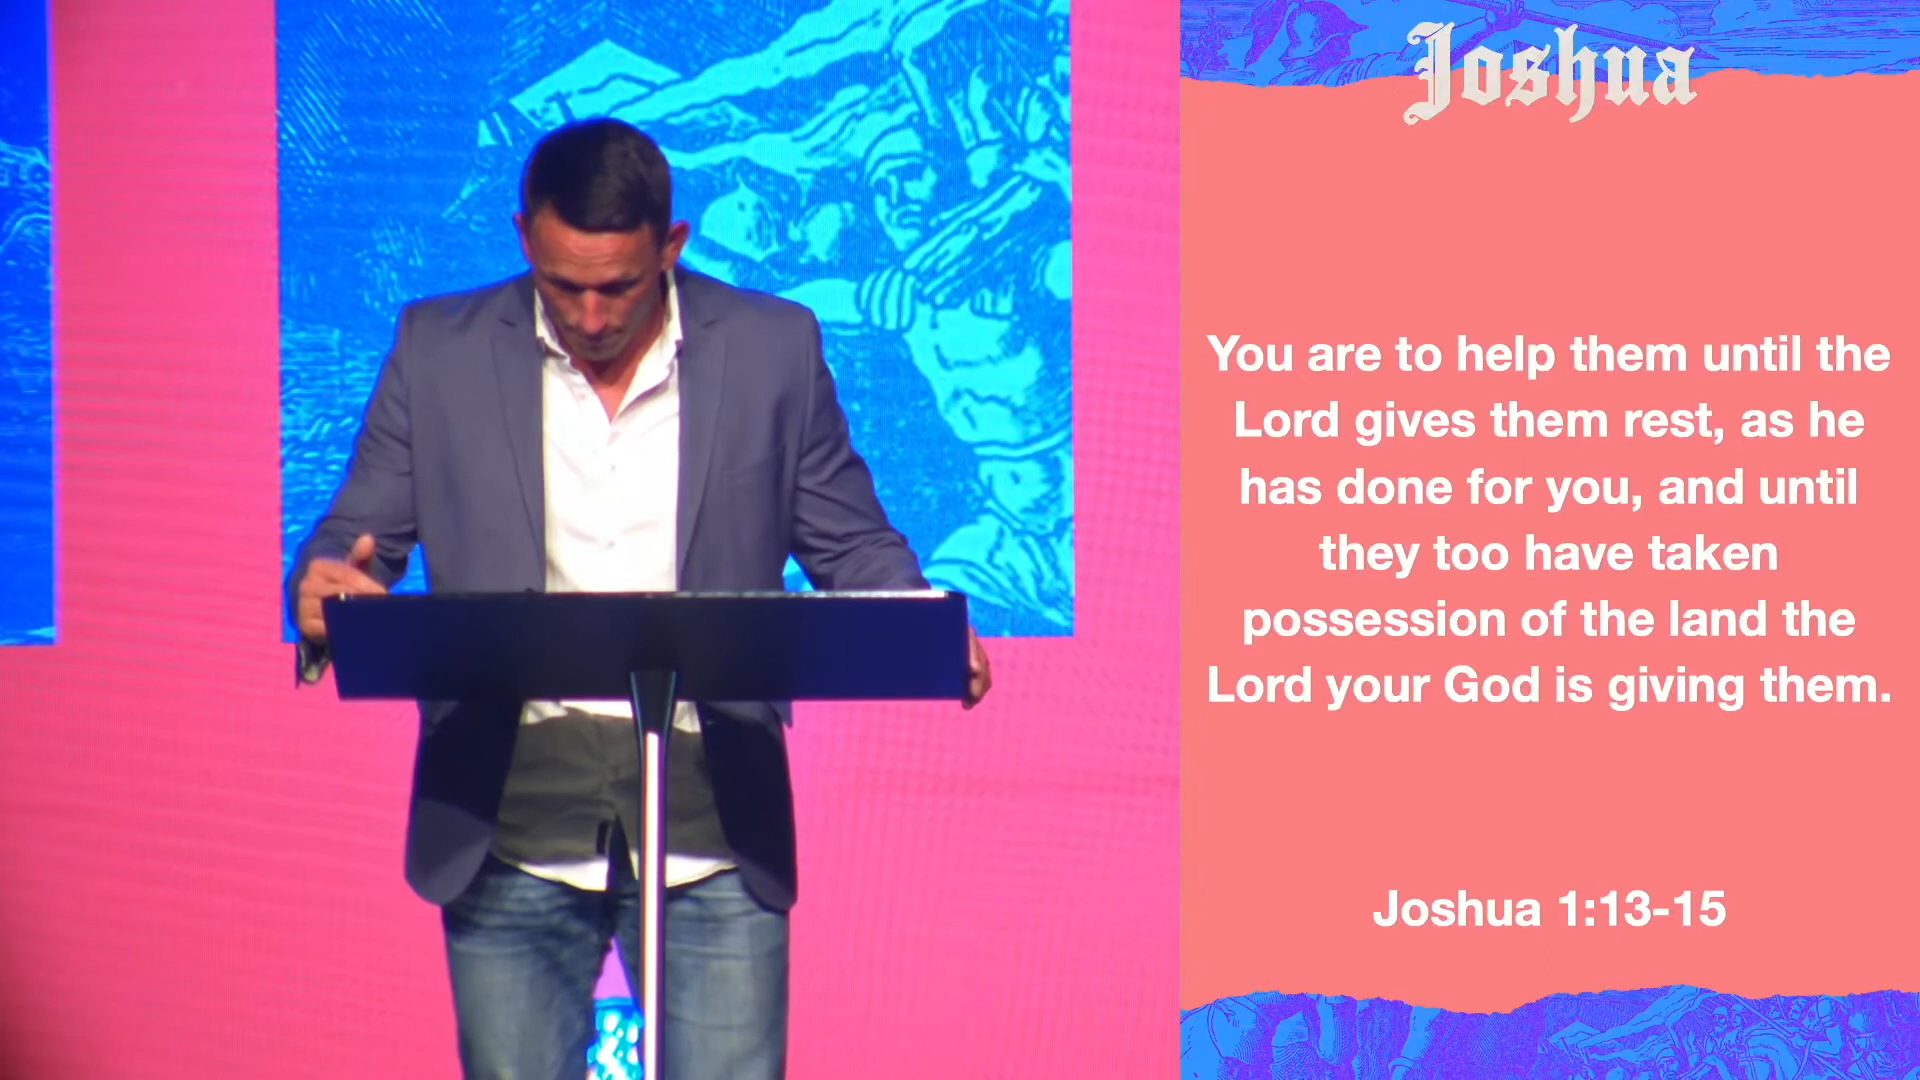 Joshua
You are to help them until the
Lord gives them rest, as he
has done for you, and until
they too have taken
possession of the land the
Lord your God is giving them.
Joshua 1:13-15